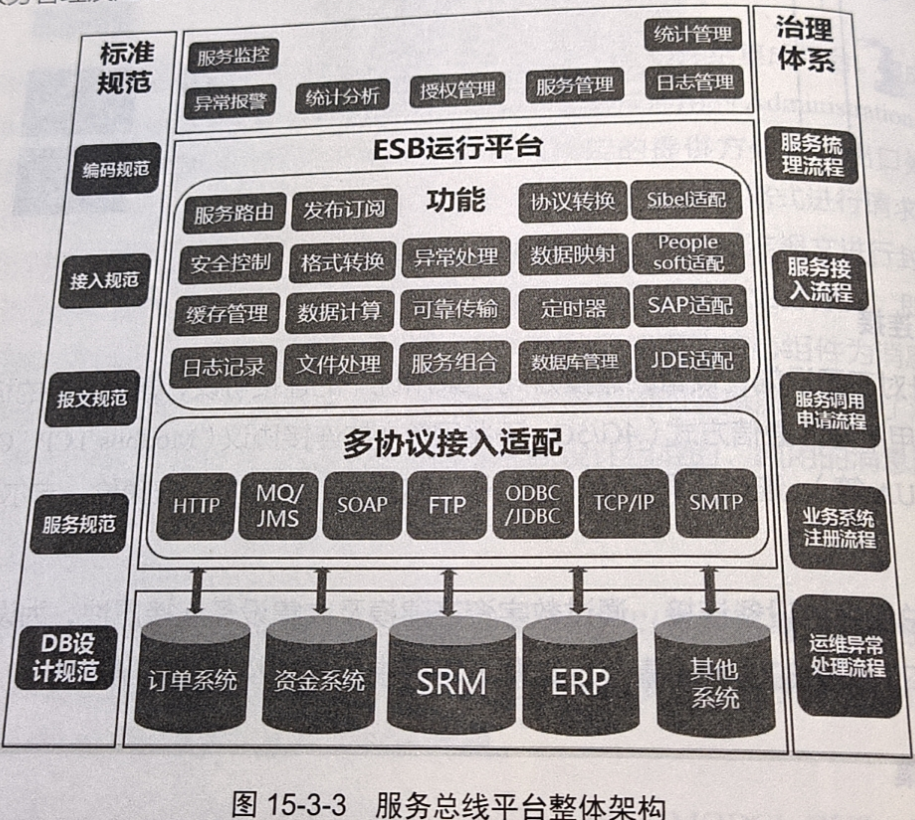 标准
规范
编码规范
接入规范
报文规范
服务规范
DB设
计规范
服务监控
统计管理
异常报警 统计分析 授权管理 服务管理 日志管理
ESB运行平台
服务路由 发布订阅 功能 协议转换 Sibel适配
安全控制 格式转换 异常处理 数据映射 People
soft适配
缓存管理 数据计算 可靠传输 定时器 SAP适配
日志记录 文件处理 服务组合 数据库管理 JDE适配
多协议接入适配
HTTP MQ/
JMS SOAP FTP ODBC
/JDBC TCP/IP SMTP
订单系统 资金系统 SRM ERP 其他
系统
治理
体系
服务梳
理流程
服务接
入流程
服务调用
申请流程
业务系统
注册流程
运维异常
处理流程
图 15-3-3 服务总线平台整体架构